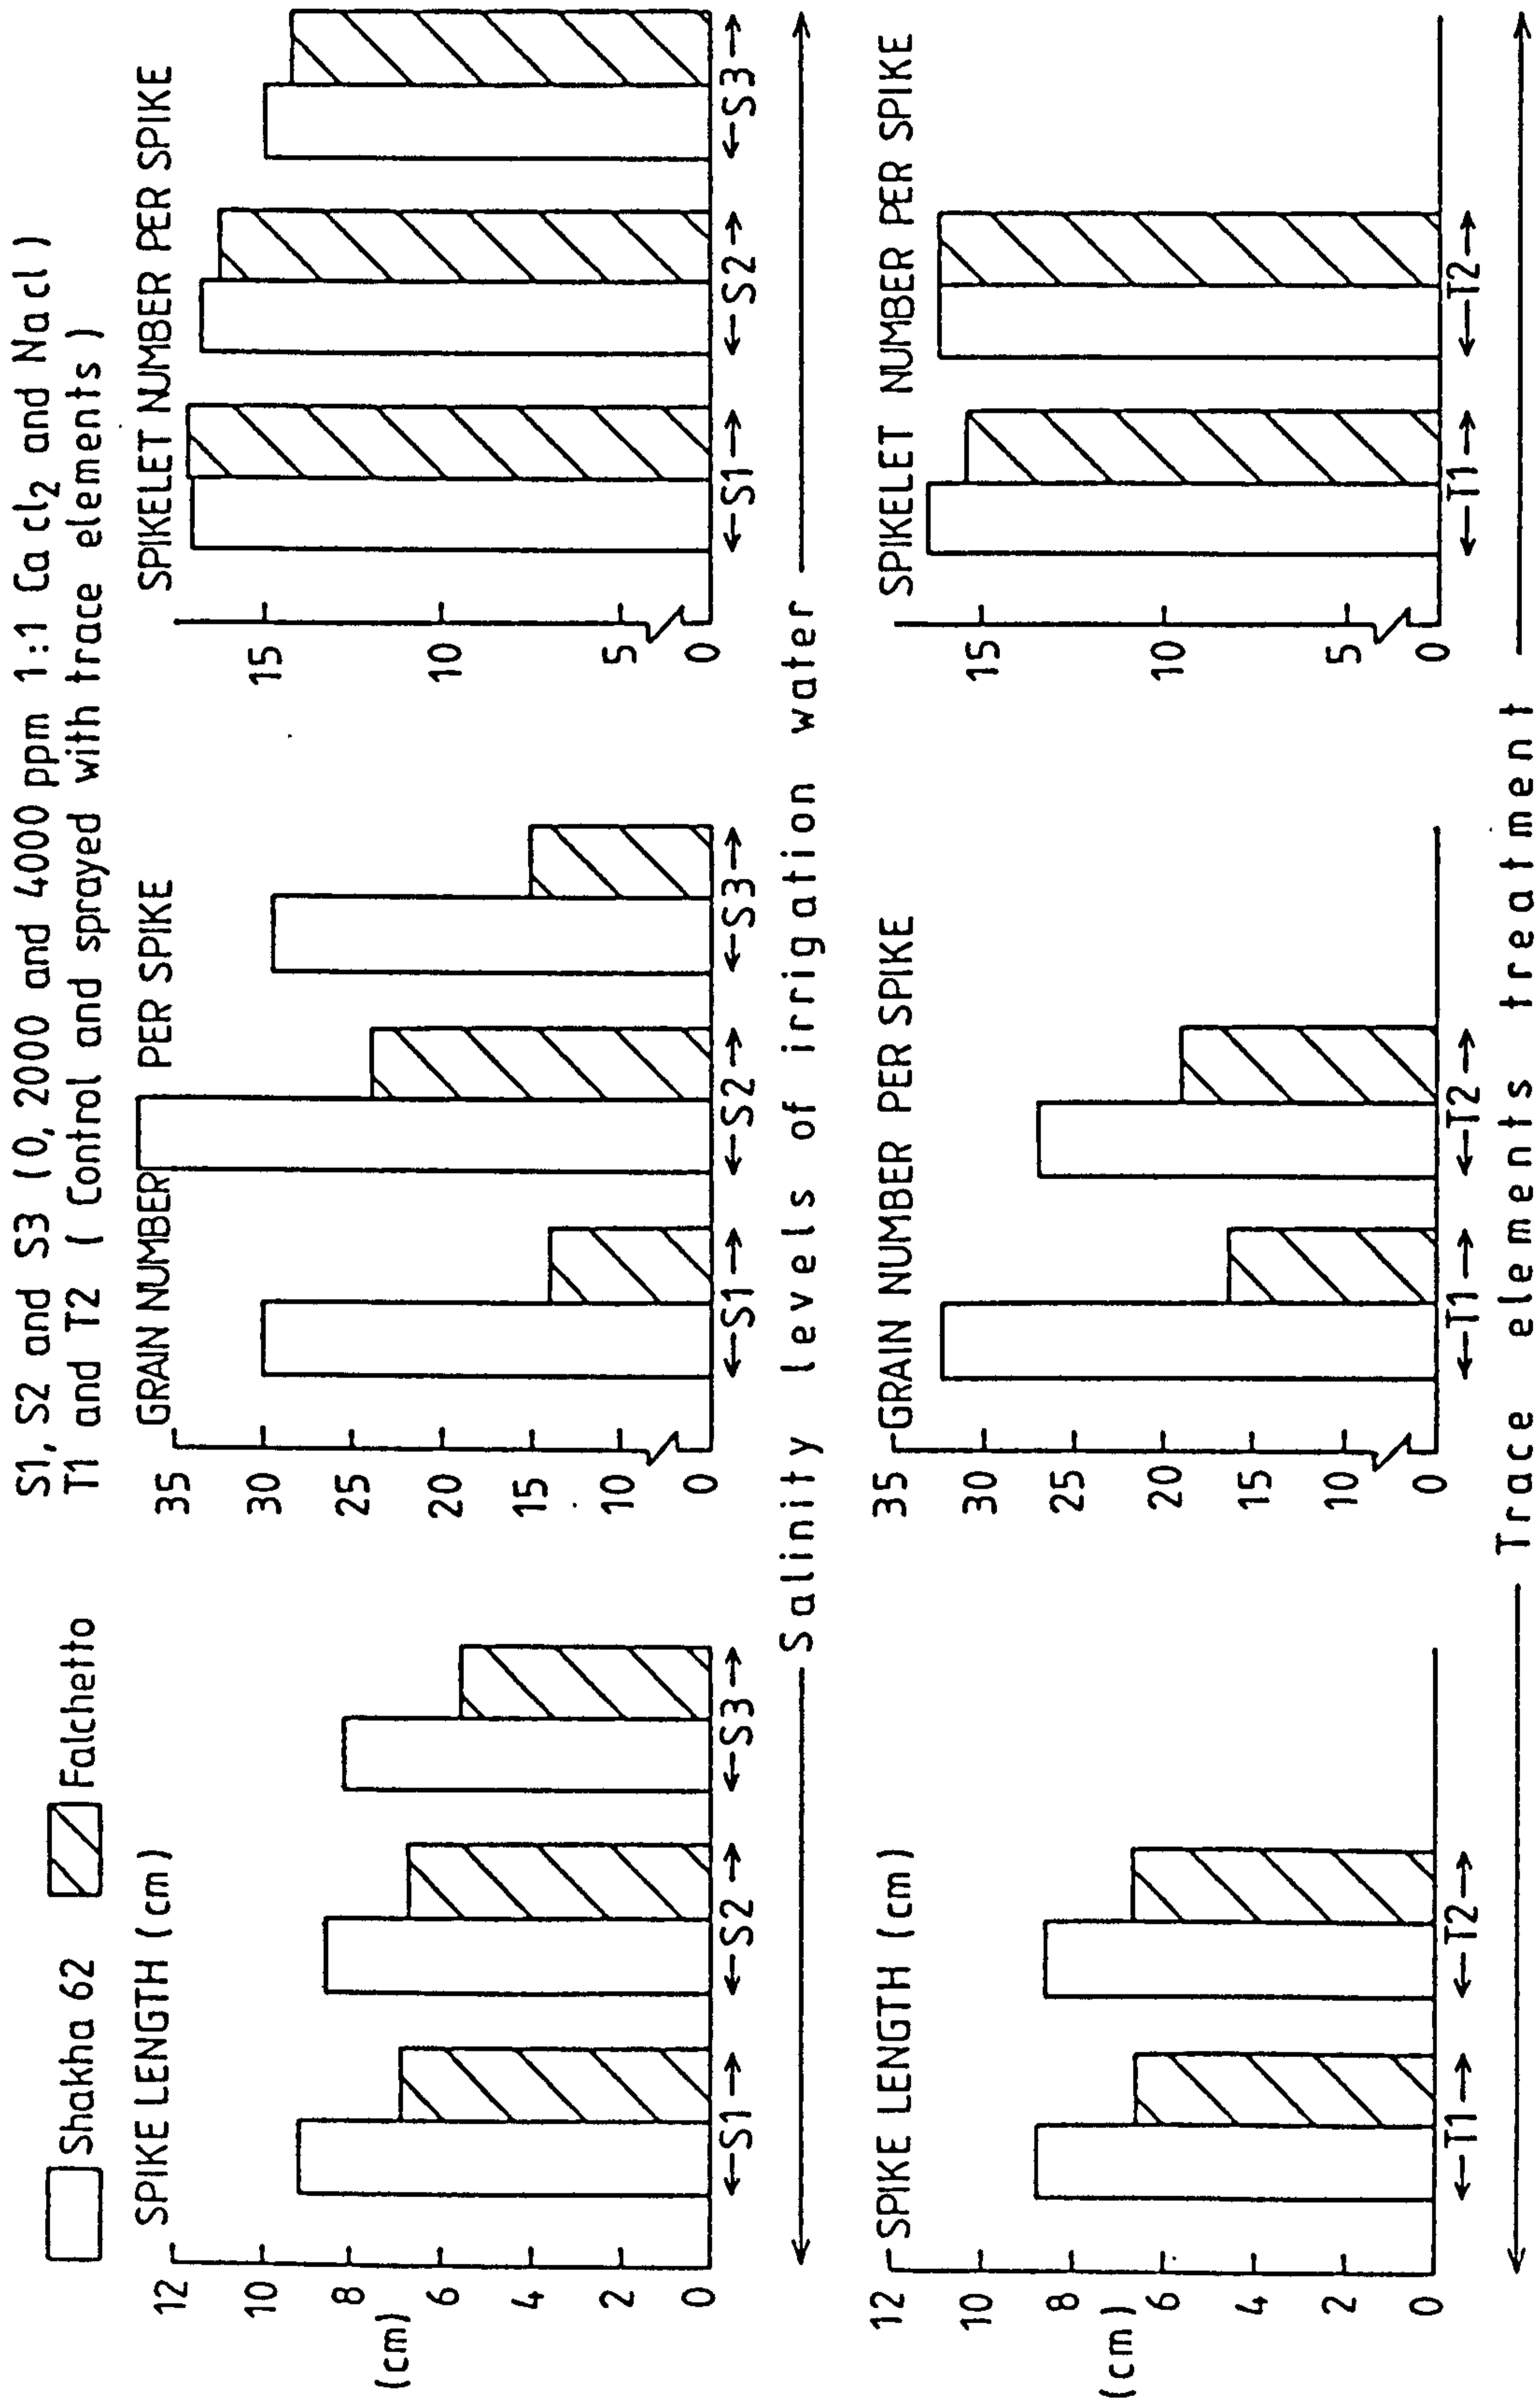 S1, S2 and S3 (0, 2000 and 4000 ppm 1:1 Ca cl2 and Na cl)
T1 and T2 ( Control and sprayed with trace elements )
Shakha 62
Falchetto
SPIKE LENGTH (cm)
12
10
8
(cm)
6
4
2
0
←S1→
←S2→
←S3→
GRAIN NUMBER PER SPIKE
35
30
25
20
15
10
0
←S1→
←S2→
←S3→
SPIKELET NUMBER PER SPIKE
15
10
5
0
←S1→
←S2→
←S3→
Salinity levels of irrigation water
SPIKE LENGTH (cm)
12
10
8
(cm)
6
4
2
0
←T1→
←T2→
GRAIN NUMBER PER SPIKE
35
30
25
20
15
10
0
←T1→
←T2→
SPIKELET NUMBER PER SPIKE
15
10
5
0
←T1→
←T2→
Trace elements treatment